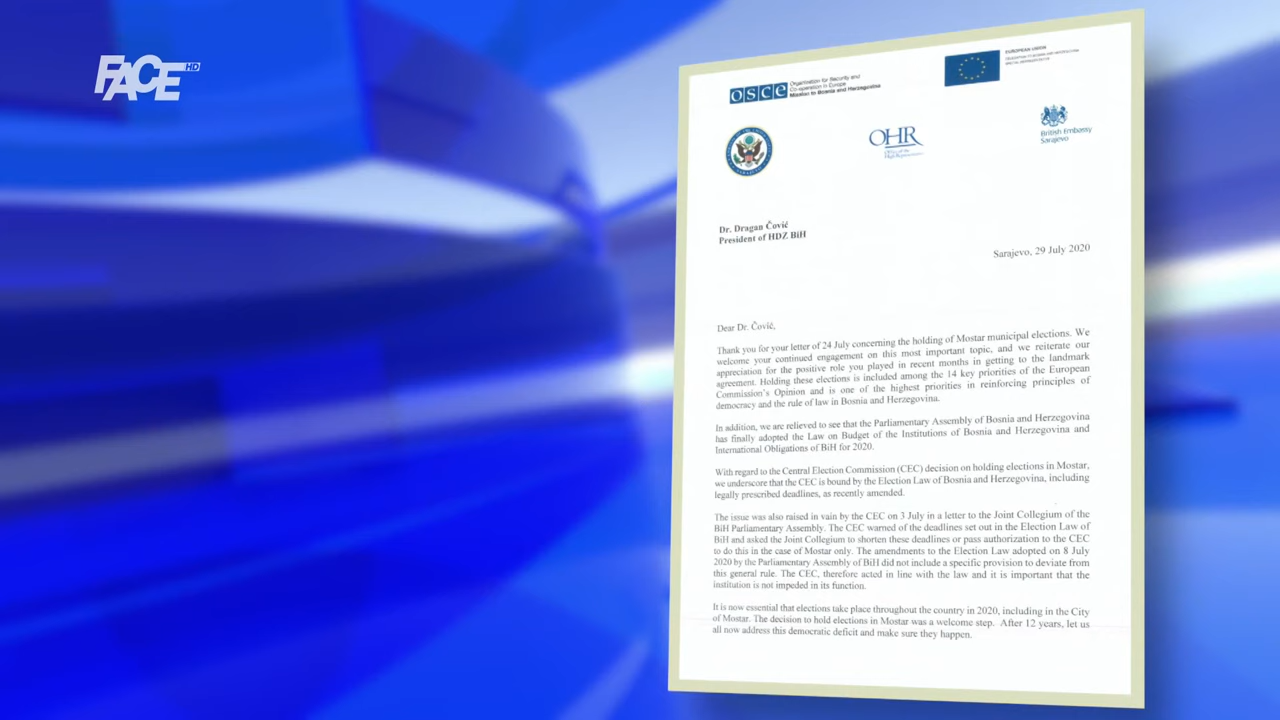 FACE HD
osce Organization for Security and
Co-operation in Europe
Mission to Bosnia and Herzegovina
EUROPEAN UNION
OHR
Office of the
High Representative
British Embassy
Sarajevo
Dr. Dragan Čović
President of HDZ BiH
Sarajevo, 29 July 2020
Dear Dr. Čović,
Thank you for your letter of 24 July concerning the holding of Mostar municipal elections. We
welcome your continued engagement on this most important topic, and we reiterate our
appreciation for the positive role you played in recent months in getting to the landmark
agreement. Holding these elections is included among the 14 key priorities of the European
Commission's Opinion and is one of the highest priorities in reinforcing principles of
democracy and the rule of law in Bosnia and Herzegovina.
In addition, we are relieved to see that the Parliamentary Assembly of Bosnia and Herzegovina
has finally adopted the Law on Budget of the Institutions of Bosnia and Herzegovina and
International Obligations of BiH for 2020.
With regard to the Central Election Commission (CEC) decision on holding elections in Mostar,
we underscore that the CEC is bound by the Election Law of Bosnia and Herzegovina, including
legally prescribed deadlines, as recently amended.
The issue was also raised in vain by the CEC on 3 July in a letter to the Joint Collegium of the
BiH Parliamentary Assembly. The CEC warned of the deadlines set out in the Election Law of
BiH and asked the Joint Collegium to shorten these deadlines or pass authorization to the CEC
to do this in the case of Mostar only. The amendments to the Election Law adopted on 8 July
2020 by the Parliamentary Assembly of BiH did not include a specific provision to deviate from
this general rule. The CEC, therefore acted in line with the law and it is important that the
institution is not impeded in its function.
It is now essential that elections take place throughout the country in 2020, including in the City
of Mostar. The decision to hold elections in Mostar was a welcome step. After 12 years, let us
all now address this democratic deficit and make sure they happen.